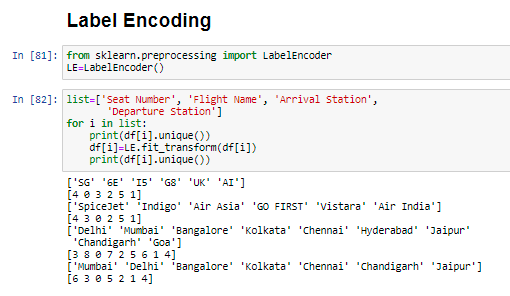 Label Encoding
In [81]: from sklearn.preprocessing import LabelEncoder
LE=LabelEncoder()
In [82]: list=['Seat Number', 'Flight Name', 'Arrival Station',
'Departure Station']
for i in list:
print(df[i].unique())
df[i]=LE.fit_transform(df[i])
print(df[i].unique())
['SG' '6E' 'I5' 'G8' 'UK' 'AI']
[4 0 3 2 5 1]
['SpiceJet' 'Indigo' 'Air Asia' 'GO FIRST' 'Vistara' 'Air India']
[4 3 0 2 5 1]
['Delhi' 'Mumbai' 'Bangalore' 'Kolkata' 'Chennai' 'Hyderabad' 'Jaipur'
'Chandigarh' 'Goa']
[3 8 0 7 2 5 6 1 4]
['Mumbai' 'Delhi' 'Bangalore' 'Kolkata' 'Chennai' 'Chandigarh' 'Jaipur']
[6 3 0 5 2 1 4]